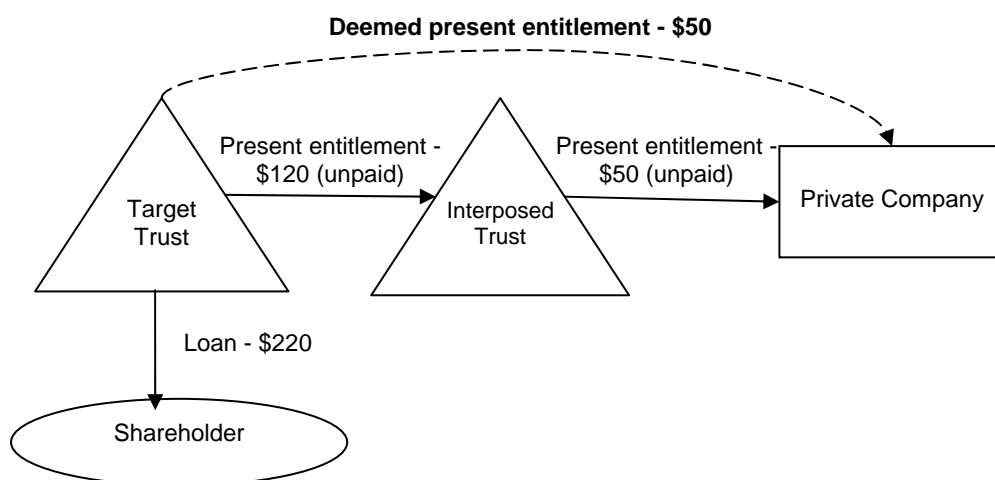 Deemed present entitlement - $50
Present entitlement -
$120 (unpaid)
Present entitlement -
$50 (unpaid)
Target
Trust
Interposed
Trust
Private Company
Loan - $220
Shareholder